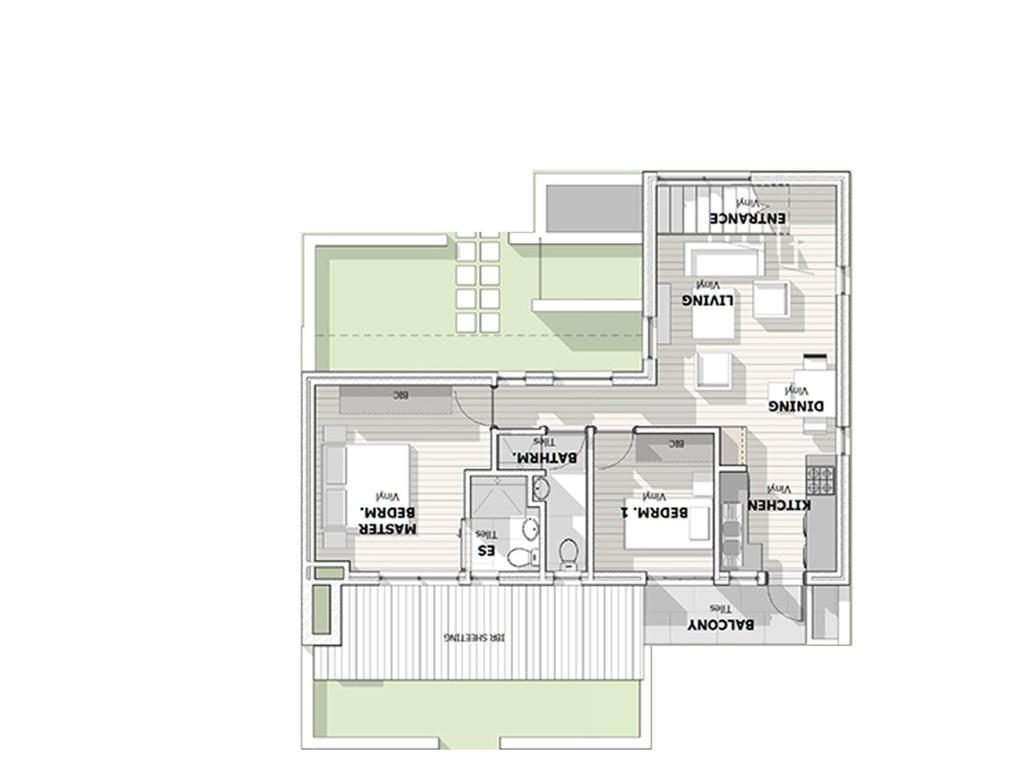 BALCONY
Tiles
IBR SHEETING
KITCHEN
Vinyl
BEDRM. 1
Vinyl
BIC
ES
Tiles
MASTER
BEDRM.
Vinyl
BATHRM.
Tiles
DINING
Vinyl
BIC
LIVING
Vinyl
ENTRANCE
Vinyl